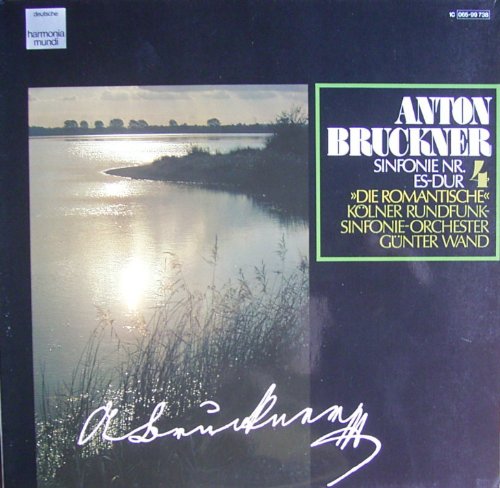 deutsche
harmonia
mundi
1C 065-99 738
ANTON
BRUCKNER
SINFONIE NR. 4
ES-DUR
»DIE ROMANTISCHE«
KÖLNER RUNDFUNK-
SINFONIE-ORCHESTER
GÜNTER WAND
ABruckner